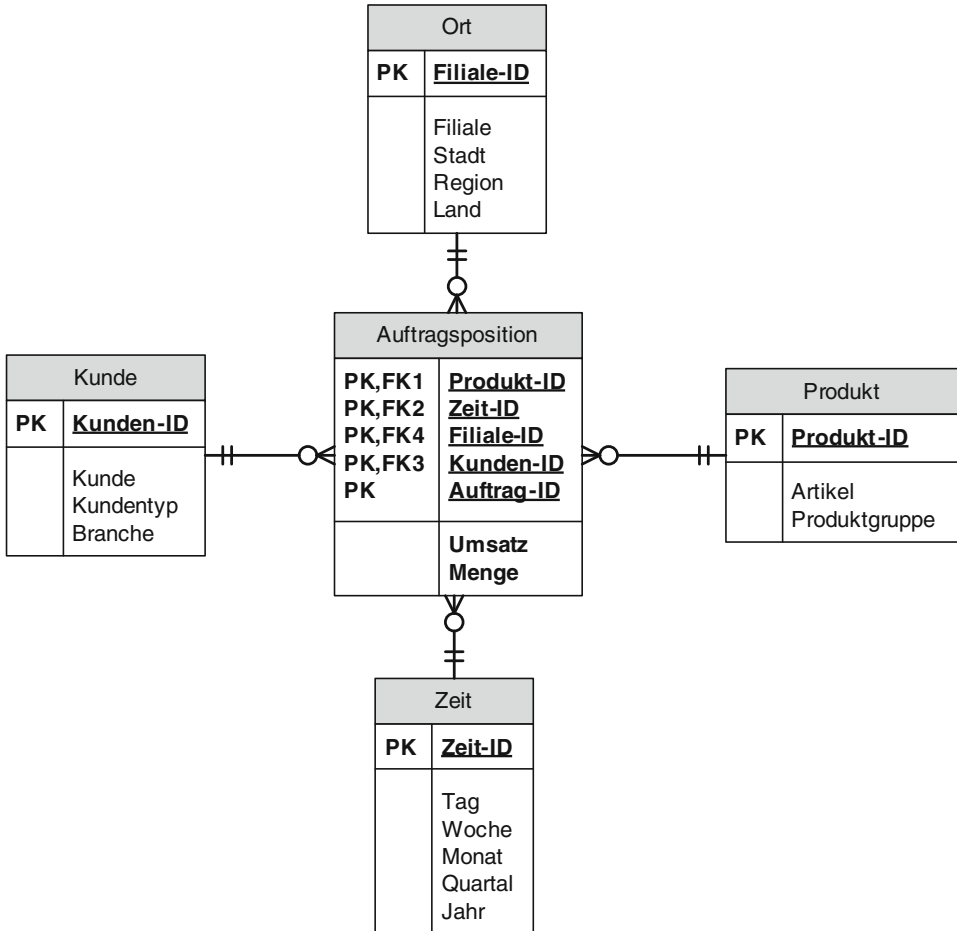 Ort
PK Filiale-ID
Filiale
Stadt
Region
Land
Auftragsposition
PK,FK1 Produkt-ID
PK,FK2 Zeit-ID
PK,FK4 Filiale-ID
PK,FK3 Kunden-ID
PK Auftrag-ID
Umsatz
Menge
Kunde
PK Kunden-ID
Kunde
Kundentyp
Branche
Produkt
PK Produkt-ID
Artikel
Produktgruppe
Zeit
PK Zeit-ID
Tag
Woche
Monat
Quartal
Jahr